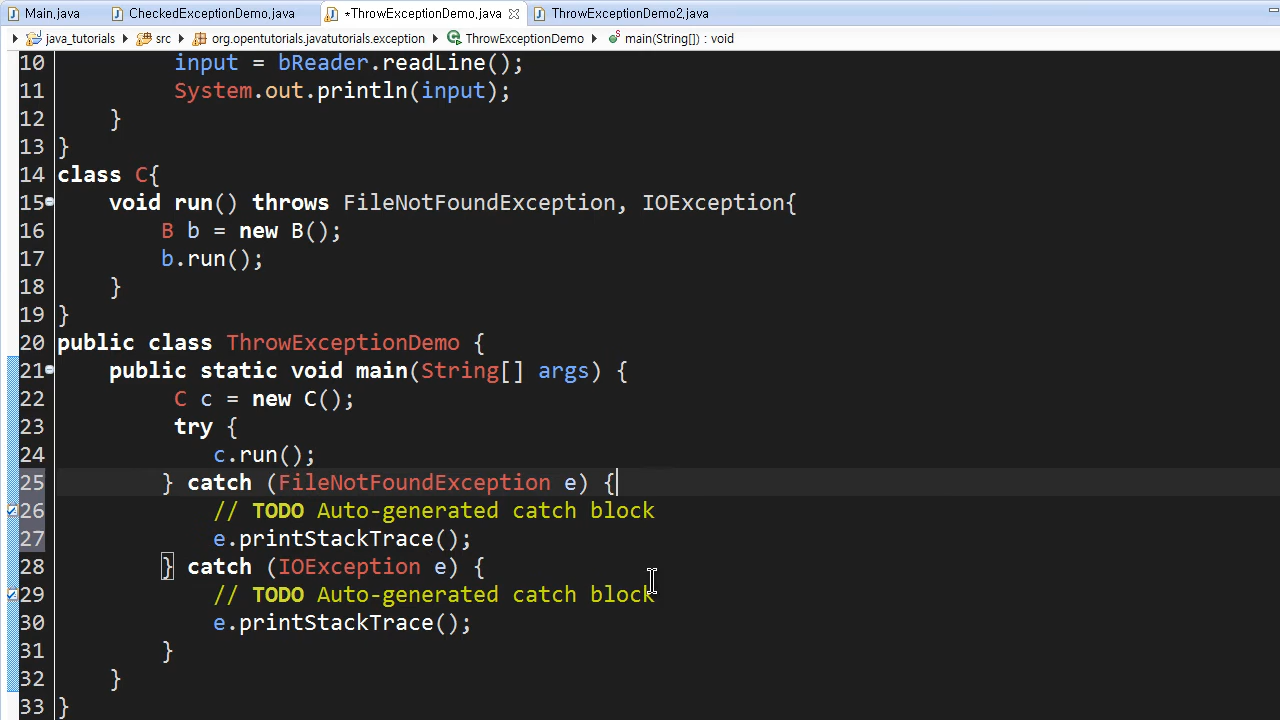 Main.java CheckedExceptionDemo.java *ThrowExceptionDemo.java ThrowExceptionDemo2.java
java_tutorials src org.opentutorials.javatutorials.exception ThrowExceptionDemo main(String[]) : void
10 input = bReader.readLine();
11 System.out.println(input);
12 }
13 }
14 class C{
15 void run() throws FileNotFoundException, IOException{
16 B b = new B();
17 b.run();
18 }
19 }
20 public class ThrowExceptionDemo {
21 public static void main(String[] args) {
22 C c = new C();
23 try {
24 c.run();
25 } catch (FileNotFoundException e) {
26 // TODO Auto-generated catch block
27 e.printStackTrace();
28 } catch (IOException e) {
29 // TODO Auto-generated catch block
30 e.printStackTrace();
31 }
32 }
33 }